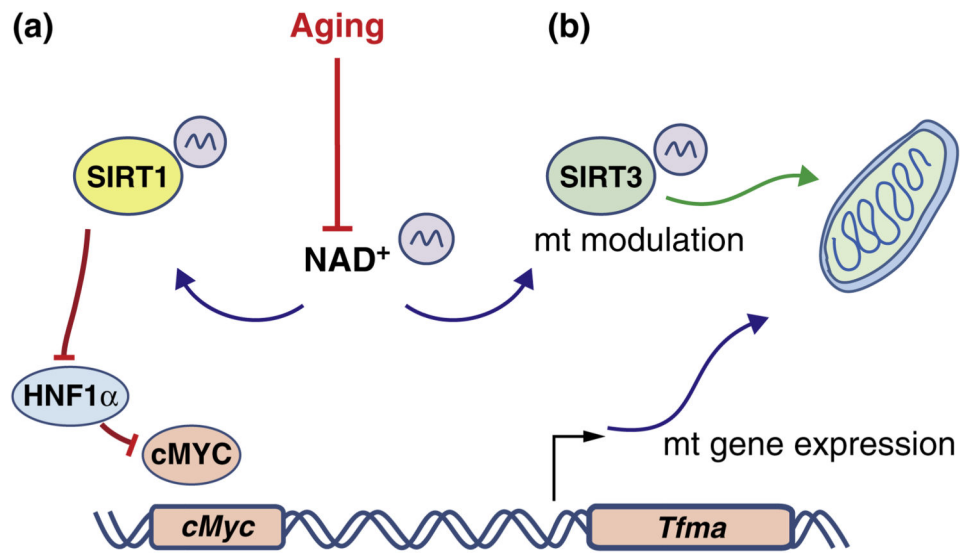 (a)
Aging
(b)
SIRT1
SIRT3
NAD+
mt modulation
HNF1α
cMYC
mt gene expression
cMyc
Tfma